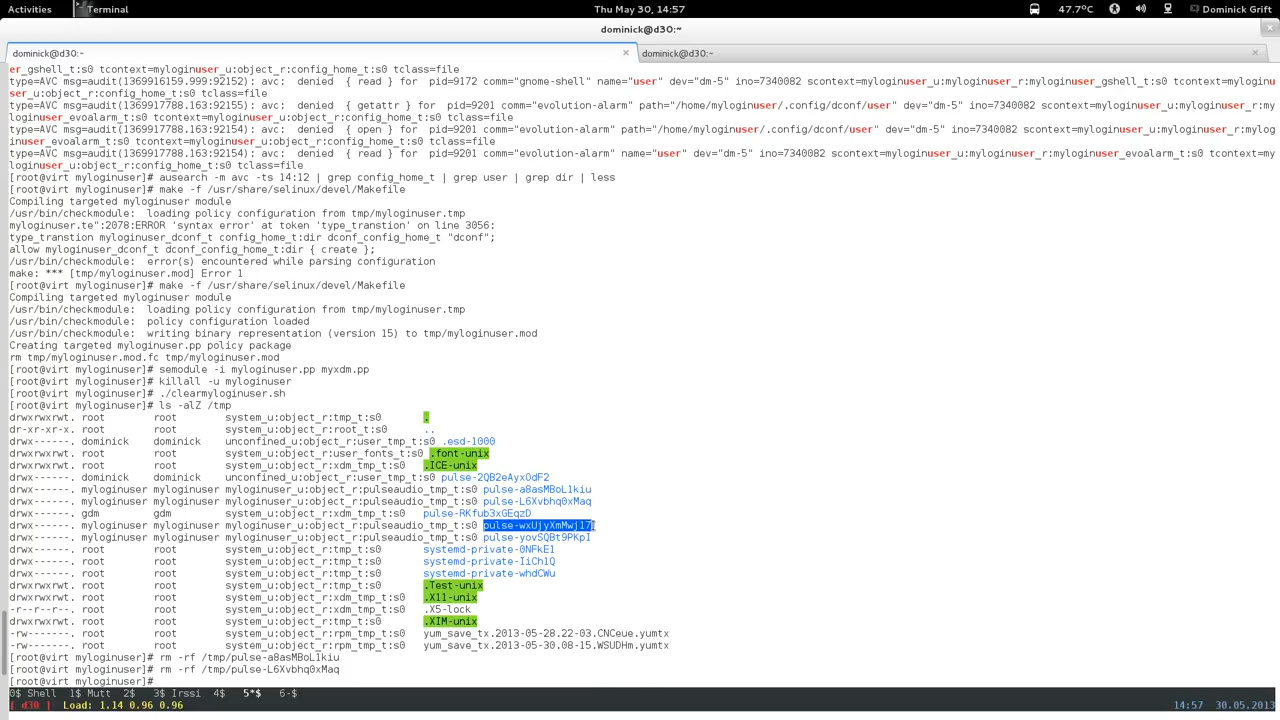 Activities Terminal Thu May 30, 14:57 47.7°C Dominick Grift
dominick@d30:~
dominick@d30:~ × dominick@d30:~ ×
er_gshell_t:s0 tcontext=myloginuser_u:object_r:config_home_t:s0 tclass=file
type=AVC msg=audit(1369916159.999:92152): avc:  denied  { read } for  pid=9172 comm="gnome-shell" name="user" dev="dm-5" ino=7340082 scontext=myloginuser_u:myloginuser_r:myloginuser_gshell_t:s0 tcontext=myloginu
ser_u:object_r:config_home_t:s0 tclass=file
type=AVC msg=audit(1369917788.163:92155): avc:  denied  { getattr } for  pid=9201 comm="evolution-alarm" path="/home/myloginuser/.config/dconf/user" dev="dm-5" ino=7340082 scontext=myloginuser_u:myloginuser_r:my
loginuser_evoalarm_t:s0 tcontext=myloginuser_u:object_r:config_home_t:s0 tclass=file
type=AVC msg=audit(1369917788.163:92154): avc:  denied  { open } for  pid=9201 comm="evolution-alarm" path="/home/myloginuser/.config/dconf/user" dev="dm-5" ino=7340082 scontext=myloginuser_u:myloginuser_r:mylog
inuser_evoalarm_t:s0 tcontext=myloginuser_u:object_r:config_home_t:s0 tclass=file
type=AVC msg=audit(1369917788.163:92154): avc:  denied  { read } for  pid=9201 comm="evolution-alarm" name="user" dev="dm-5" ino=7340082 scontext=myloginuser_u:myloginuser_r:myloginuser_evoalarm_t:s0 tcontext=my
loginuser_u:object_r:config_home_t:s0 tclass=file
[root@virt myloginuser]# ausearch -m avc -ts 14:12 | grep config_home_t | grep user | grep dir | less
[root@virt myloginuser]# make -f /usr/share/selinux/devel/Makefile
Compiling targeted myloginuser module
/usr/bin/checkmodule:  loading policy configuration from tmp/myloginuser.tmp
myloginuser.te":2078:ERROR 'syntax error' at token 'type_transtion' on line 3056:
type_transtion myloginuser_dconf_t config_home_t:dir dconf_config_home_t "dconf";
allow myloginuser_dconf_t dconf_config_home_t:dir { create };
/usr/bin/checkmodule:  error(s) encountered while parsing configuration
make: *** [tmp/myloginuser.mod] Error 1
[root@virt myloginuser]# make -f /usr/share/selinux/devel/Makefile
Compiling targeted myloginuser module
/usr/bin/checkmodule:  loading policy configuration from tmp/myloginuser.tmp
/usr/bin/checkmodule:  policy configuration loaded
/usr/bin/checkmodule:  writing binary representation (version 15) to tmp/myloginuser.mod
Creating targeted myloginuser.pp policy package
rm tmp/myloginuser.mod.fc tmp/myloginuser.mod
[root@virt myloginuser]# semodule -i myloginuser.pp myxdm.pp
[root@virt myloginuser]# killall -u myloginuser
[root@virt myloginuser]# ./clearmyloginuser.sh
[root@virt myloginuser]# ls -alZ /tmp
drwxrwxrwt. root root system_u:object_r:tmp_t:s0 .
dr-xr-xr-x. root root system_u:object_r:root_t:s0 ..
drwx------. dominick dominick unconfined_u:object_r:user_tmp_t:s0 .esd-1000
drwxrwxrwt. root root system_u:object_r:user_fonts_t:s0 .font-unix
drwxrwxrwt. root root system_u:object_r:xdm_tmp_t:s0 .ICE-unix
drwx------. dominick dominick unconfined_u:object_r:user_tmp_t:s0 pulse-2QB2eAyxOdF2
drwx------. myloginuser myloginuser myloginuser_u:object_r:pulseaudio_tmp_t:s0 pulse-a8asMBoL1kiu
drwx------. myloginuser myloginuser myloginuser_u:object_r:pulseaudio_tmp_t:s0 pulse-L6Xvbhq0xMaq
drwx------. gdm gdm system_u:object_r:xdm_tmp_t:s0 pulse-RKfub3xGEqzD
drwx------. myloginuser myloginuser myloginuser_u:object_r:pulseaudio_tmp_t:s0 pulse-wxUjyXmMwj17
drwx------. myloginuser myloginuser myloginuser_u:object_r:pulseaudio_tmp_t:s0 pulse-yovSQBt9PKpI
drwx------. root root system_u:object_r:tmp_t:s0 systemd-private-0NFkE1
drwx------. root root system_u:object_r:tmp_t:s0 systemd-private-IiCh1Q
drwx------. root root system_u:object_r:tmp_t:s0 systemd-private-whdCWu
drwxrwxrwt. root root system_u:object_r:tmp_t:s0 .Test-unix
drwxrwxrwt. root root system_u:object_r:xdm_tmp_t:s0 .X11-unix
-r--r--r--. root root system_u:object_r:xdm_tmp_t:s0 .X5-lock
drwxrwxrwt. root root system_u:object_r:tmp_t:s0 .XIM-unix
-rw-------. root root system_u:object_r:rpm_tmp_t:s0 yum_save_tx.2013-05-28.22-03.CNCeue.yumtx
-rw-------. root root system_u:object_r:rpm_tmp_t:s0 yum_save_tx.2013-05-30.08-15.WSUDHm.yumtx
[root@virt myloginuser]# rm -rf /tmp/pulse-a8asMBoL1kiu
[root@virt myloginuser]# rm -rf /tmp/pulse-L6Xvbhq0xMaq
[root@virt myloginuser]#
0$ Shell  1$ Mutt  2$  3$ Irssi  4$  5*$  6-$
[ d30 ] Load: 1.14 0.96 0.96 14:57 30.05.2013